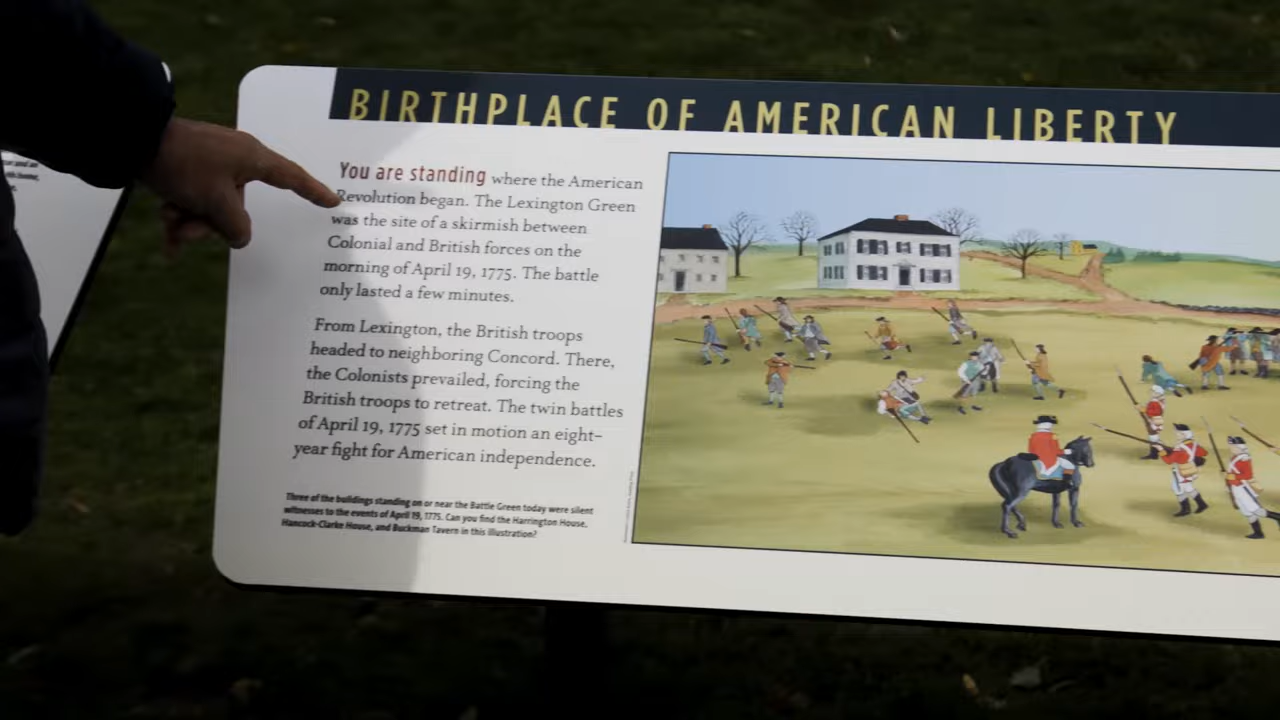 BIRTHPLACE OF AMERICAN LIBERTY
You are standing where the American
Revolution began. The Lexington Green
was the site of a skirmish between
Colonial and British forces on the
morning of April 19, 1775. The battle
only lasted a few minutes.
From Lexington, the British troops
headed to neighboring Concord. There,
the Colonists prevailed, forcing the
British troops to retreat. The twin battles
of April 19, 1775 set in motion an eight-
year fight for American independence.
Three of the buildings standing on or near the Battle Green today were silent
witnesses to the events of April 19, 1775. Can you find the Harrington House,
Hancock-Clarke House, and Buckman Tavern in this illustration?